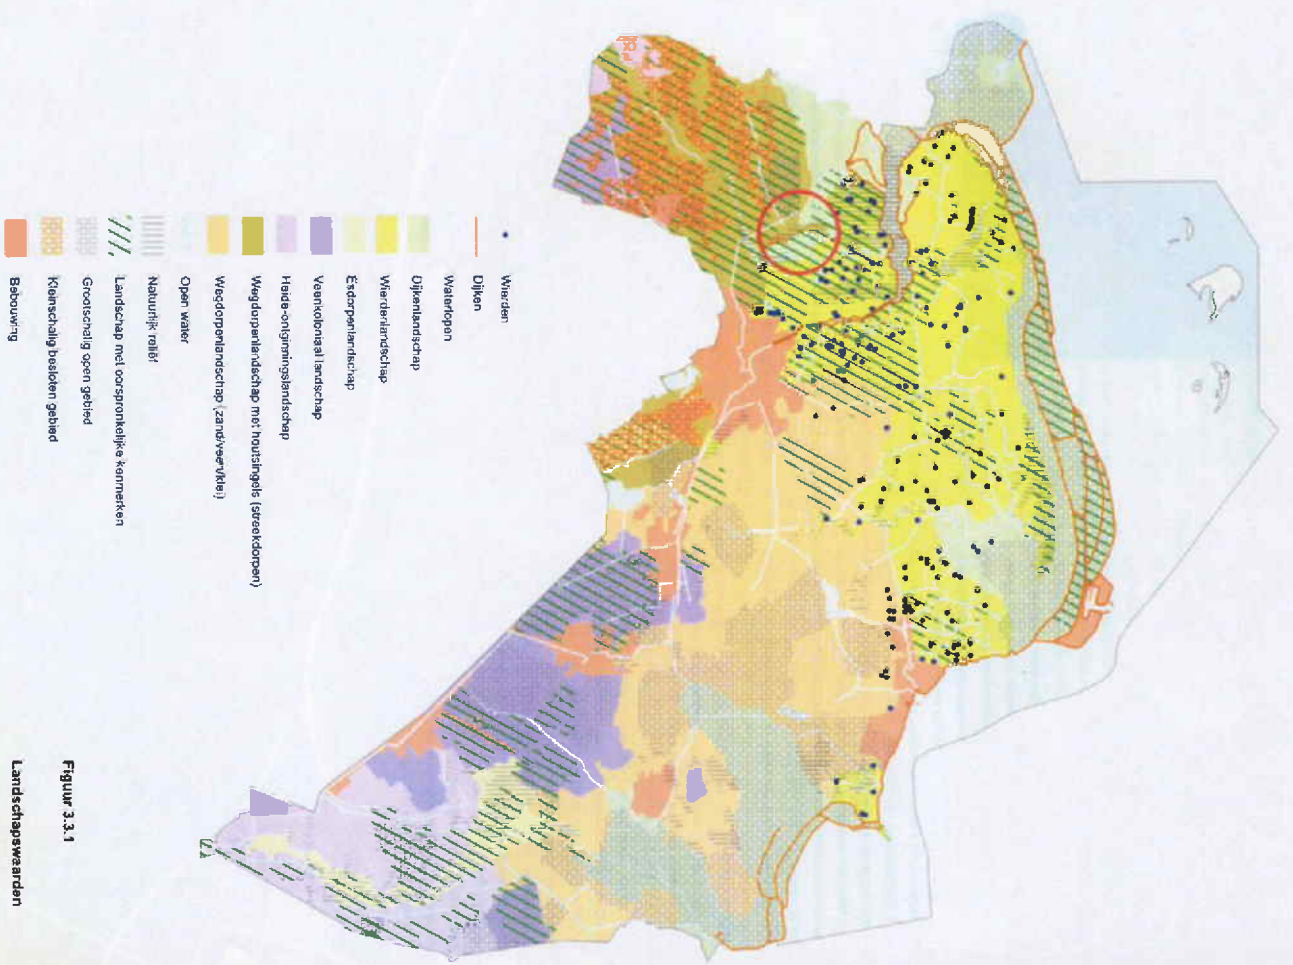 Wierden
Dijken
Waterlopen
Dijkenlandschap
Wierdenlandschap
Esdorpenlandschap
Veenkoloniaal landschap
Heide-ontginningslandschap
Wegdorpenlandschap met houtsingels (streekdorpen)
Wegdorpenlandschap (zand/veen/klei)
Open water
Natuurlijk reliëf
Landschap met oorspronkelijke kenmerken
Grootschalig open gebied
Kleinschalig besloten gebied
Bebouwing
Figuur 3.3.1
Landschapswaarden